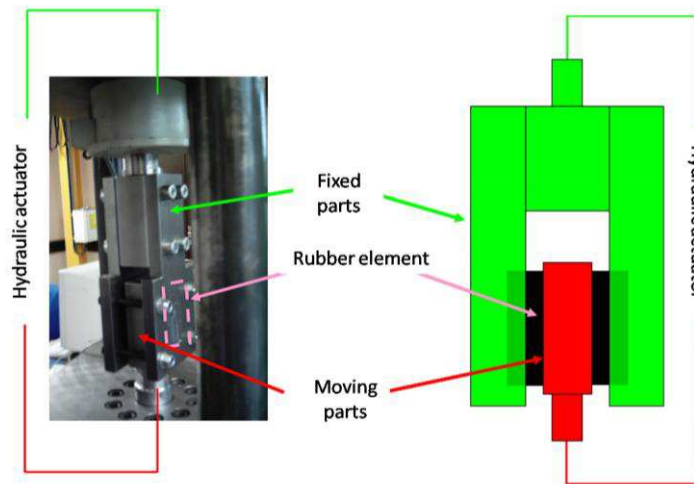 Hydraulic actuator
Fixed
parts
Rubber element
Moving
parts